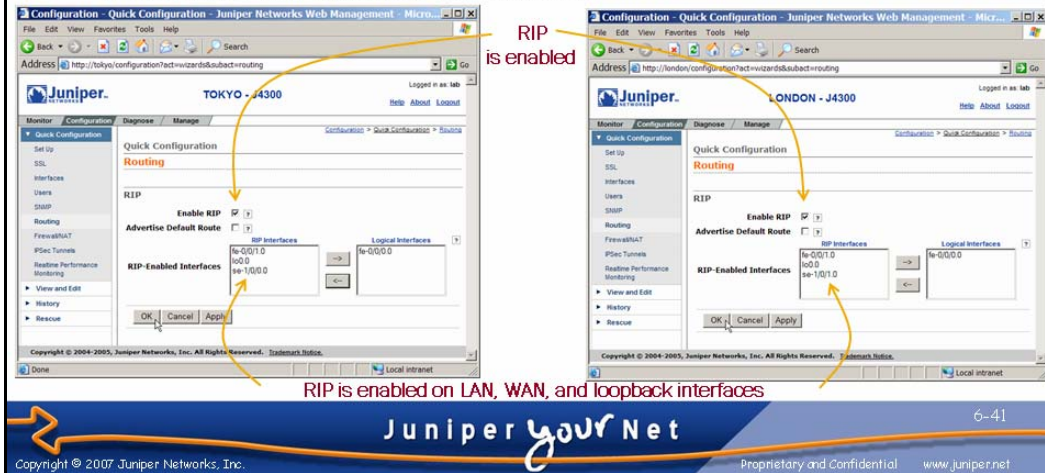 Configuration - Quick Configuration - Juniper Networks Web Management - Micro...
File Edit View Favorites Tools Help
Back Search
Address http://tokyo/configuration?act=wizards&subact=routing Go
Juniper NETWORKS
TOKYO - J4300
Logged in as: lab
Help About Logout
Monitor Configuration Diagnose Manage
Configuration > Quick Configuration > Routing
Quick Configuration
Set Up
SSL
Interfaces
Users
SNMP
Routing
Firewall/NAT
IPSec Tunnels
Realtime Performance Monitoring
View and Edit
History
Rescue
Quick Configuration
Routing
RIP
Enable RIP ?
Advertise Default Route ?
RIP Interfaces
Logical Interfaces ?
RIP-Enabled Interfaces
fe-0/0/1.0
lo0.0
se-1/0/0.0
-->
<--
fe-0/0/0.0
OK Cancel Apply
Copyright © 2004-2005, Juniper Networks, Inc. All Rights Reserved. Trademark Notice.
Done
Local intranet
RIP
is enabled
Configuration - Quick Configuration - Juniper Networks Web Management - Micr...
File Edit View Favorites Tools Help
Back Search
Address http://london/configuration?act=wizards&subact=routing Go
Juniper NETWORKS
LONDON - J4300
Logged in as: lab
Help About Logout
Monitor Configuration Diagnose Manage
Configuration > Quick Configuration > Routing
Quick Configuration
Set Up
SSL
Interfaces
Users
SNMP
Routing
Firewall/NAT
IPSec Tunnels
Realtime Performance Monitoring
View and Edit
History
Rescue
Quick Configuration
Routing
RIP
Enable RIP ?
Advertise Default Route ?
RIP Interfaces
Logical Interfaces ?
RIP-Enabled Interfaces
fe-0/0/1.0
lo0.0
se-1/0/1.0
-->
<--
fe-0/0/0.0
OK Cancel Apply
Copyright © 2004-2005, Juniper Networks, Inc. All Rights Reserved. Trademark Notice.
Local intranet
RIP is enabled on LAN, WAN, and loopback interfaces
Juniper your Net
6-41
Copyright © 2007 Juniper Networks, Inc.
Proprietary and Confidential www.juniper.net